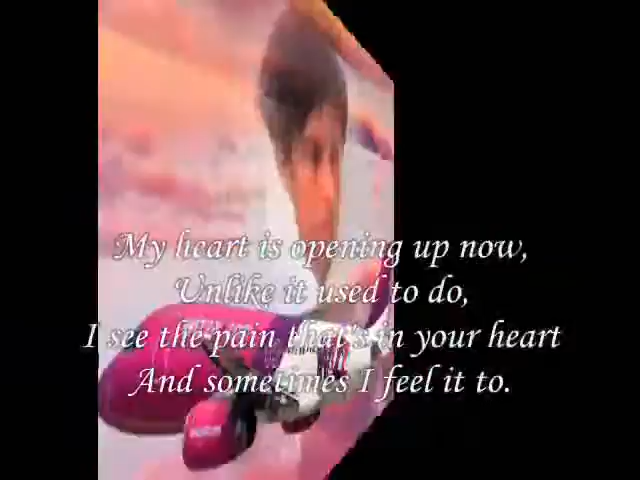 My heart is opening up now,
Unlike it used to do,
I see the pain that's in your heart
And sometimes I feel it to.